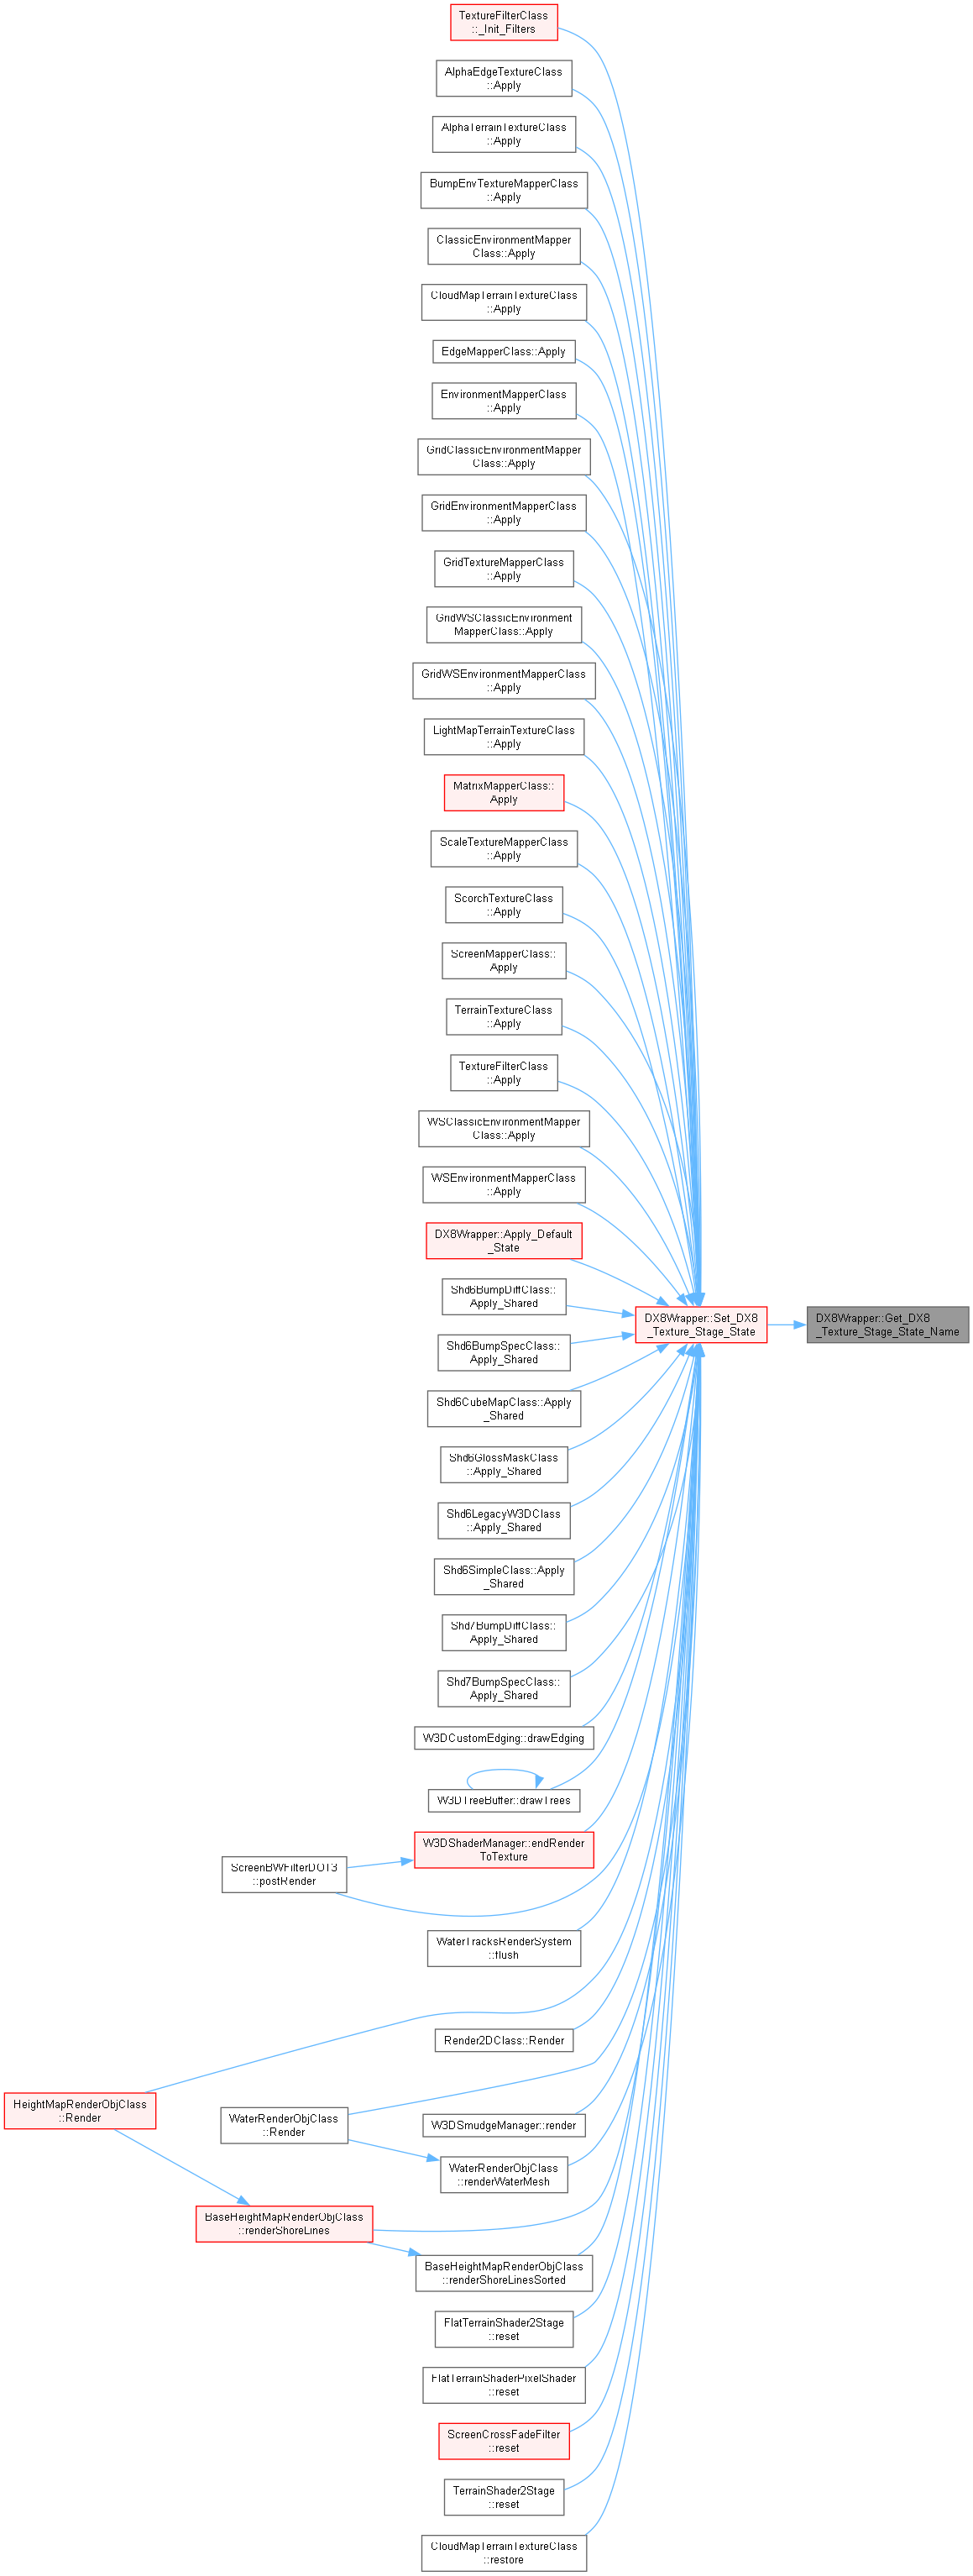 TextureFilterClass
::_Init_Filters
AlphaEdgeTextureClass
::Apply
AlphaTerrainTextureClass
::Apply
BumpEnvTextureMapperClass
::Apply
ClassicEnvironmentMapper
Class::Apply
CloudMapTerrainTextureClass
::Apply
EdgeMapperClass::Apply
EnvironmentMapperClass
::Apply
GridClassicEnvironmentMapper
Class::Apply
GridEnvironmentMapperClass
::Apply
GridTextureMapperClass
::Apply
GridWSClassicEnvironment
MapperClass::Apply
GridWSEnvironmentMapperClass
::Apply
LightMapTerrainTextureClass
::Apply
MatrixMapperClass::
Apply
ScaleTextureMapperClass
::Apply
ScorchTextureClass
::Apply
ScreenMapperClass::
Apply
TerrainTextureClass
::Apply
TextureFilterClass
::Apply
WSClassicEnvironmentMapper
Class::Apply
WSEnvironmentMapperClass
::Apply
DX8Wrapper::Apply_Default
_State
Shd6BumpDiffClass::
Apply_Shared
DX8Wrapper::Set_DX8
_Texture_Stage_State
DX8Wrapper::Get_DX8
_Texture_Stage_State_Name
Shd6BumpSpecClass::
Apply_Shared
Shd6CubeMapClass::Apply
_Shared
Shd6GlossMaskClass
::Apply_Shared
Shd6LegacyW3DClass
::Apply_Shared
Shd6SimpleClass::Apply
_Shared
Shd7BumpDiffClass::
Apply_Shared
Shd7BumpSpecClass::
Apply_Shared
W3DCustomEdging::drawEdging
W3DTreeBuffer::drawTrees
W3DShaderManager::endRender
ToTexture
ScreenBWFilterDOT3
::postRender
WaterTracksRenderSystem
::flush
Render2DClass::Render
HeightMapRenderObjClass
::Render
WaterRenderObjClass
::Render
W3DSmudgeManager::render
WaterRenderObjClass
::renderWaterMesh
BaseHeightMapRenderObjClass
::renderShoreLines
BaseHeightMapRenderObjClass
::renderShoreLinesSorted
FlatTerrainShader2Stage
::reset
FlatTerrainShaderPixelShader
::reset
ScreenCrossFadeFilter
::reset
TerrainShader2Stage
::reset
CloudMapTerrainTextureClass
::restore